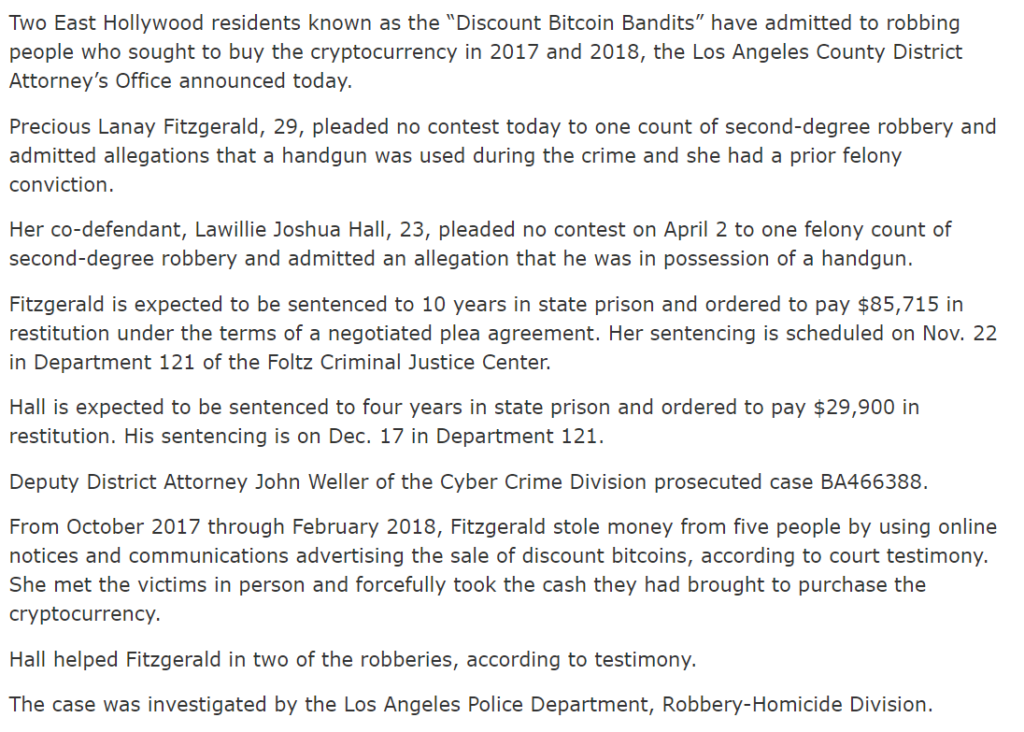 Two East Hollywood residents known as the “Discount Bitcoin Bandits” have admitted to robbing
people who sought to buy the cryptocurrency in 2017 and 2018, the Los Angeles County District
Attorney’s Office announced today.
Precious Lanay Fitzgerald, 29, pleaded no contest today to one count of second-degree robbery and
admitted allegations that a handgun was used during the crime and she had a prior felony
conviction.
Her co-defendant, Lawillie Joshua Hall, 23, pleaded no contest on April 2 to one felony count of
second-degree robbery and admitted an allegation that he was in possession of a handgun.
Fitzgerald is expected to be sentenced to 10 years in state prison and ordered to pay $85,715 in
restitution under the terms of a negotiated plea agreement. Her sentencing is scheduled on Nov. 22
in Department 121 of the Foltz Criminal Justice Center.
Hall is expected to be sentenced to four years in state prison and ordered to pay $29,900 in
restitution. His sentencing is on Dec. 17 in Department 121.
Deputy District Attorney John Weller of the Cyber Crime Division prosecuted case BA466388.
From October 2017 through February 2018, Fitzgerald stole money from five people by using online
notices and communications advertising the sale of discount bitcoins, according to court testimony.
She met the victims in person and forcefully took the cash they had brought to purchase the
cryptocurrency.
Hall helped Fitzgerald in two of the robberies, according to testimony.
The case was investigated by the Los Angeles Police Department, Robbery-Homicide Division.